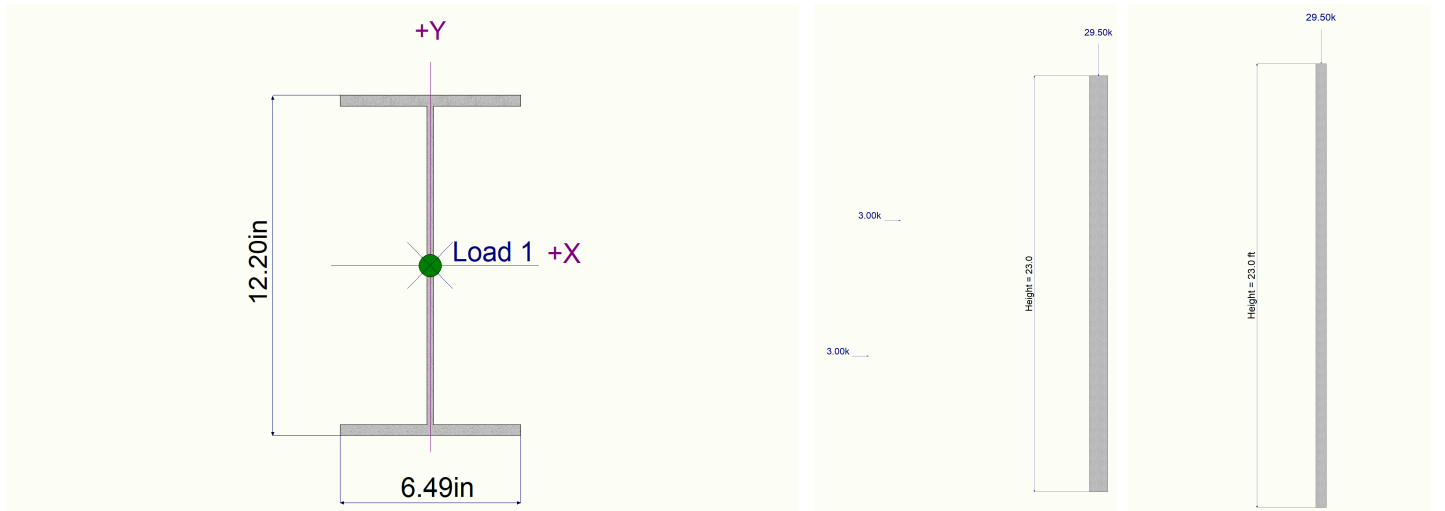 +Y
12.20in
Load 1
+X
6.49in
29.50k
3.00k
3.00k
Height = 23.0
29.50k
Height = 23.0 ft